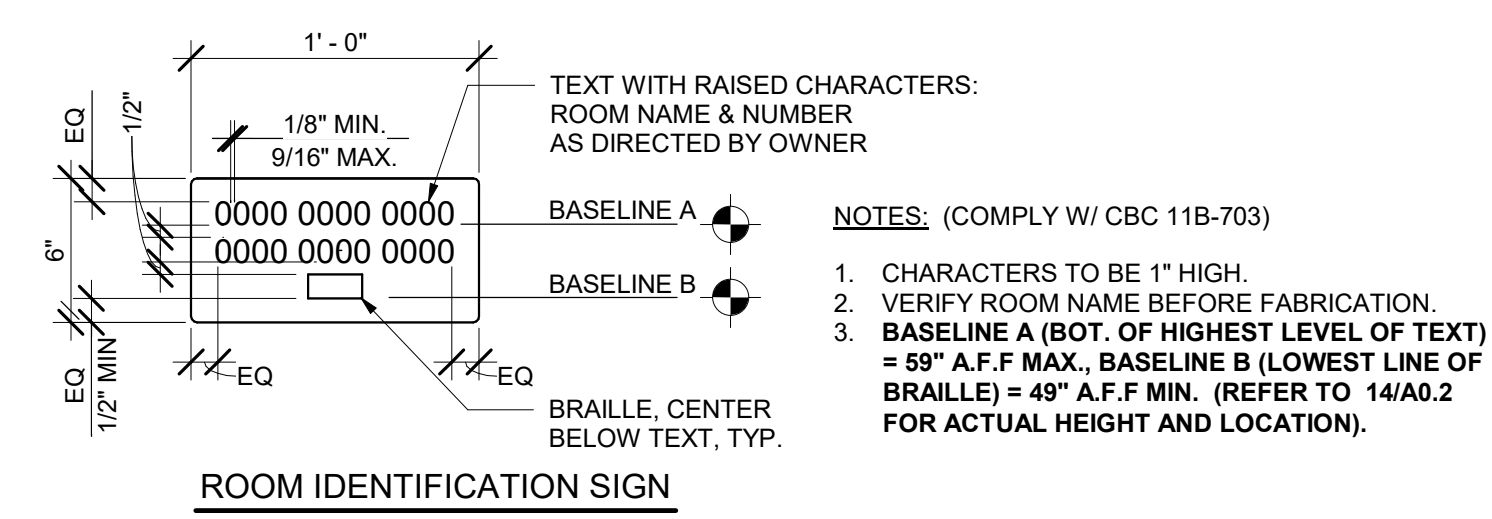 1' - 0"
EQ
1/2"
1/8" MIN.
9/16" MAX.
TEXT WITH RAISED CHARACTERS:
ROOM NAME & NUMBER
AS DIRECTED BY OWNER
0000 0000 0000
BASELINE A
0000 0000 0000
6"
BASELINE B
EQ
1/2" MIN
EQ
EQ
BRAILLE, CENTER
BELOW TEXT, TYP.
ROOM IDENTIFICATION SIGN
NOTES: (COMPLY W/ CBC 11B-703)
1. CHARACTERS TO BE 1" HIGH.
2. VERIFY ROOM NAME BEFORE FABRICATION.
3. BASELINE A (BOT. OF HIGHEST LEVEL OF TEXT)
= 59" A.F.F MAX., BASELINE B (LOWEST LINE OF
BRAILLE) = 49" A.F.F MIN. (REFER TO 14/A0.2
FOR ACTUAL HEIGHT AND LOCATION).